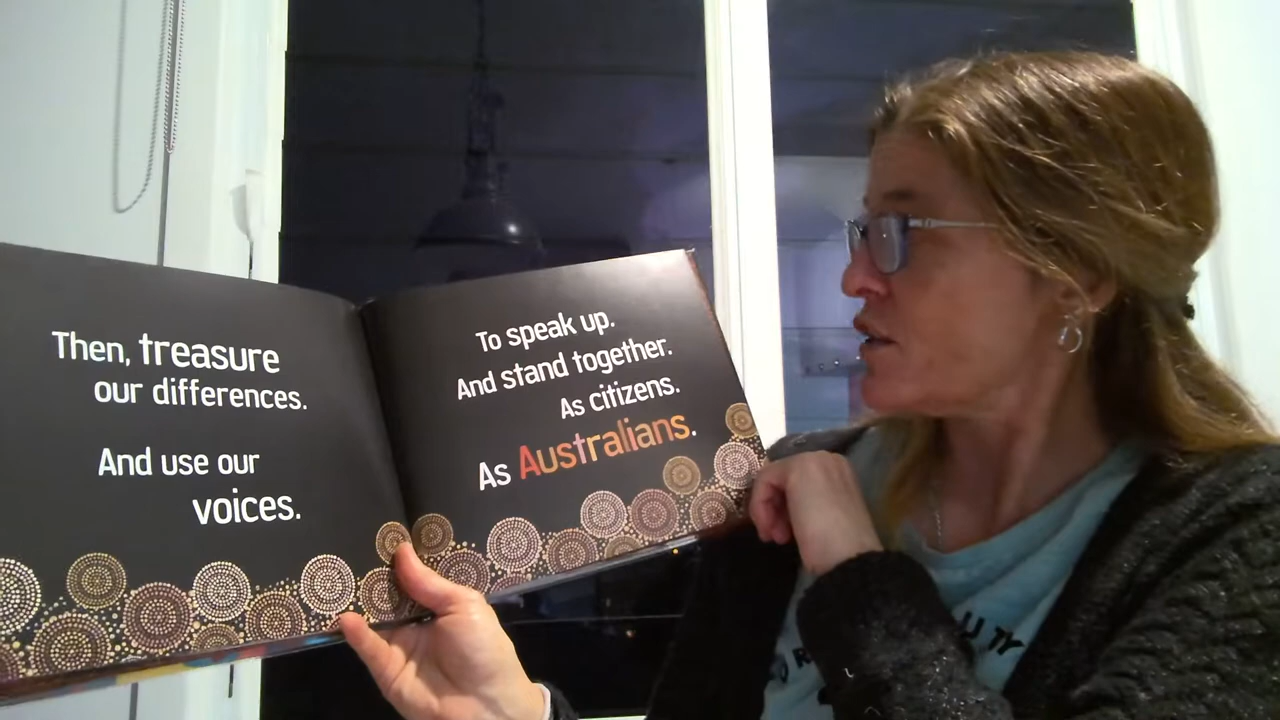 Then, treasure
our differences.
And use our
voices.
To speak up.
And stand together.
As citizens.
As Australians.